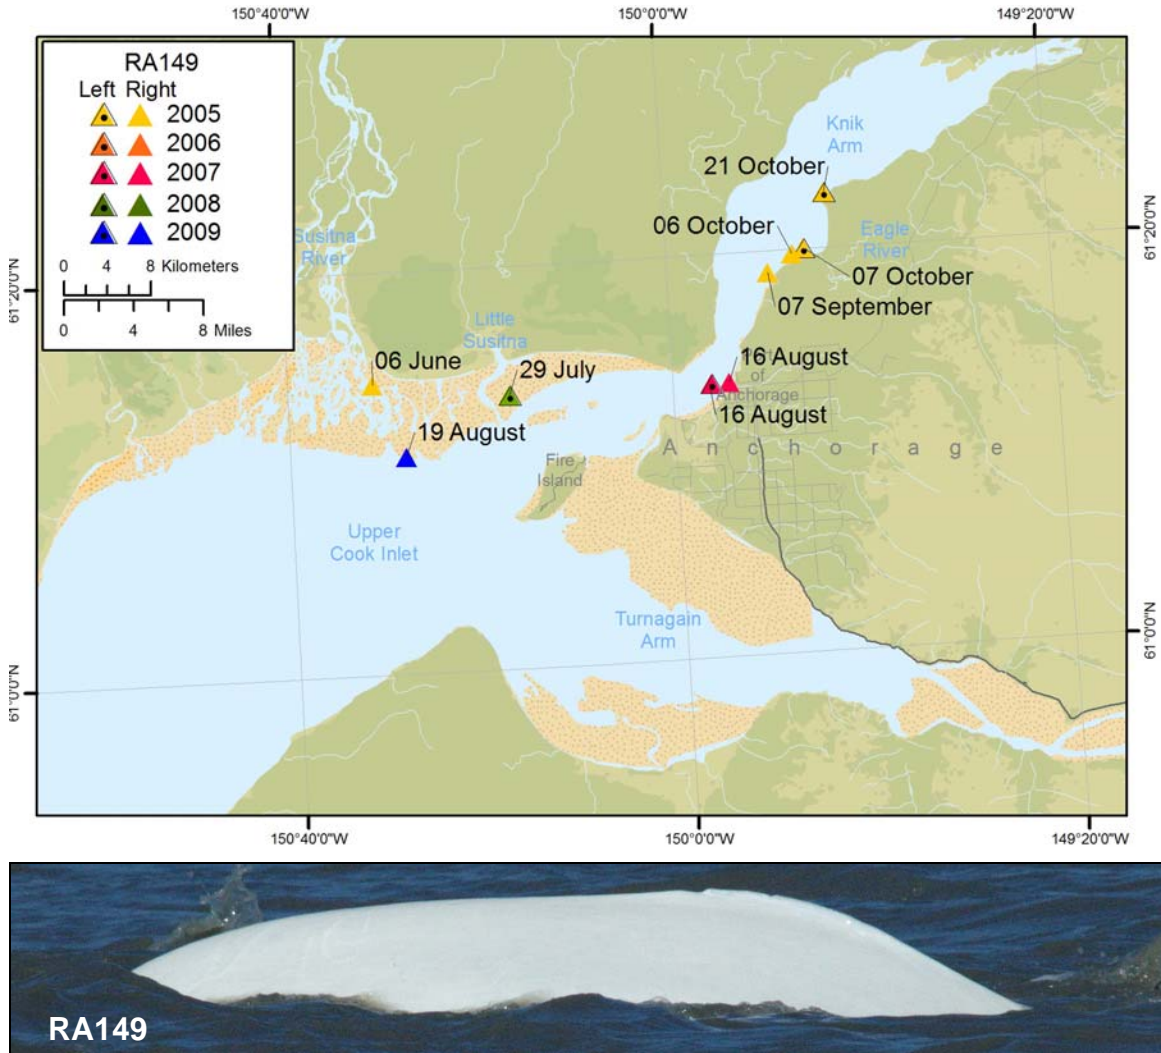 150°40'0"W 150°0'0"W 149°20'0"W
RA149
Left Right
2005
2006
2007
2008
2009
0 4 8 Kilometers
0 4 8 Miles
Knik
Arm
21 October
06 October
Eagle
River
07 October
07 September
Susitna
River
Little
Susitna
61°20'0"N
61°20'0"N
06 June
29 July
16 August
of
Anchorage
16 August
19 August
Anchorage
Fire
Island
Upper
Cook Inlet
Turnagain
Arm
61°0'0"N
61°0'0"N
150°40'0"W 150°0'0"W 149°20'0"W
RA149